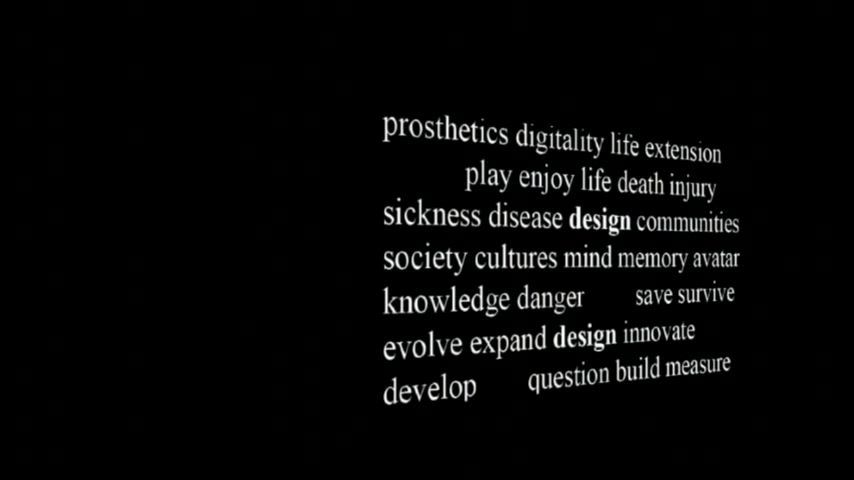 prosthetics digitality life extension
play enjoy life death injury
sickness disease design communities
society cultures mind memory avatar
knowledge danger save survive
evolve expand design innovate
develop question build measure